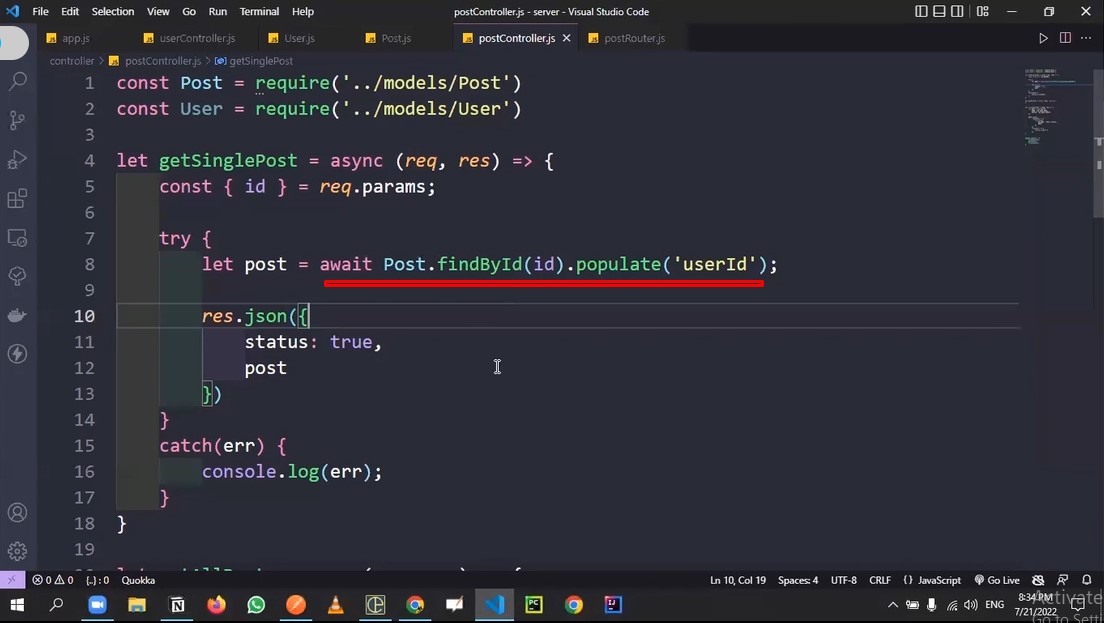 File Edit Selection View Go Run Terminal Help postController.js - server - Visual Studio Code
app.js userController.js User.js Post.js postController.js postRouter.js
controller > postController.js > getSinglePost
1 const Post = require('../models/Post')
2 const User = require('../models/User')
3
4 let getSinglePost = async (req, res) => {
5 const { id } = req.params;
6
7 try {
8 let post = await Post.findById(id).populate('userId');
9
10 res.json({
11 status: true,
12 post
13 })
14 }
15 catch(err) {
16 console.log(err);
17 }
18 }
19
0 0 {..} : 0 Quokka Ln 10, Col 19 Spaces: 4 UTF-8 CRLF {} JavaScript Go Live
ENG 8:34 PM
7/21/2022
Activate
Go to Setti